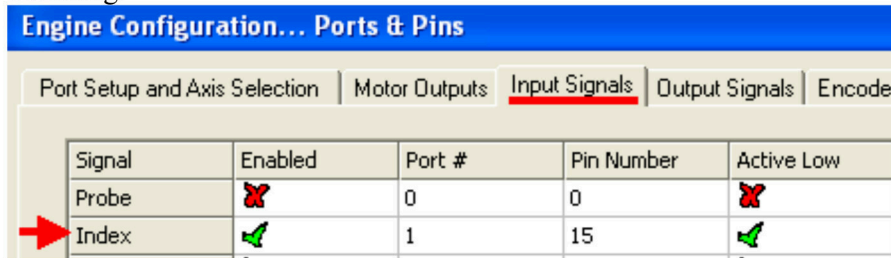 Engine Configuration... Ports & Pins
Port Setup and Axis Selection Motor Outputs Input Signals Output Signals Encode
Signal Enabled Port # Pin Number Active Low
Probe 0 0
Index 1 15